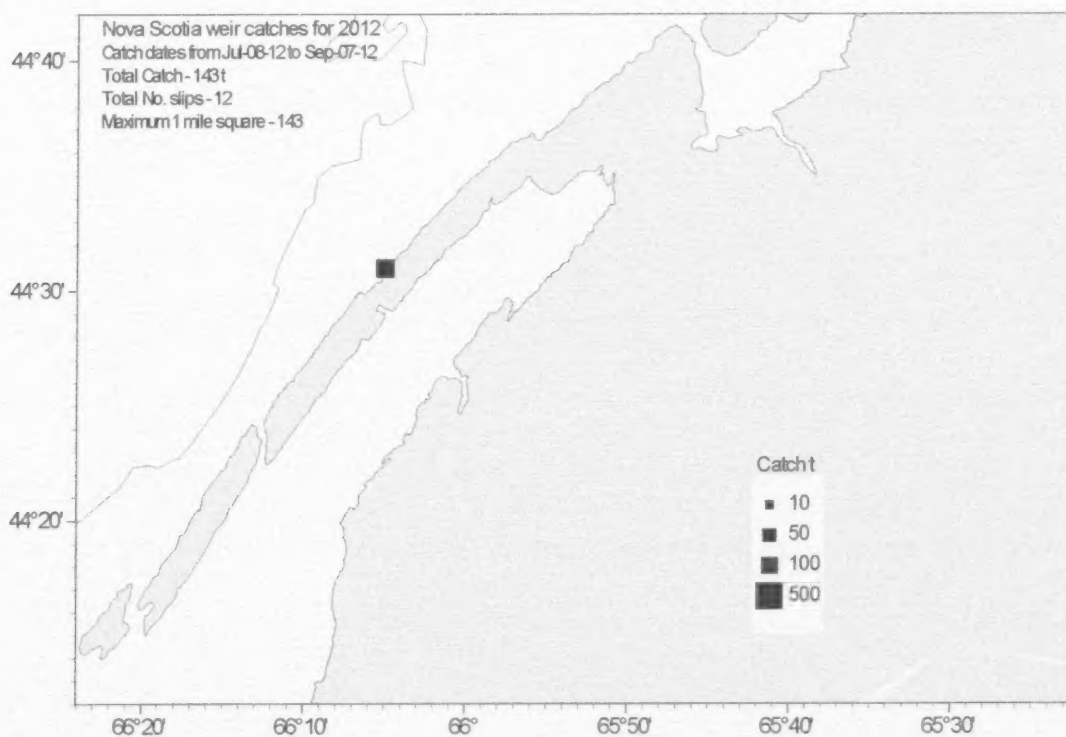 Nova Scotia weir catches for 2012
Catch dates from Jul-08-12 to Sep-07-12
Total Catch - 143 t
Total No. slips - 12
Maximum 1 mile square - 143
44°40'
44°30'
44°20'
Catch t
10
50
100
500
66°20
66°10
66°
65°50
65°40
65°30